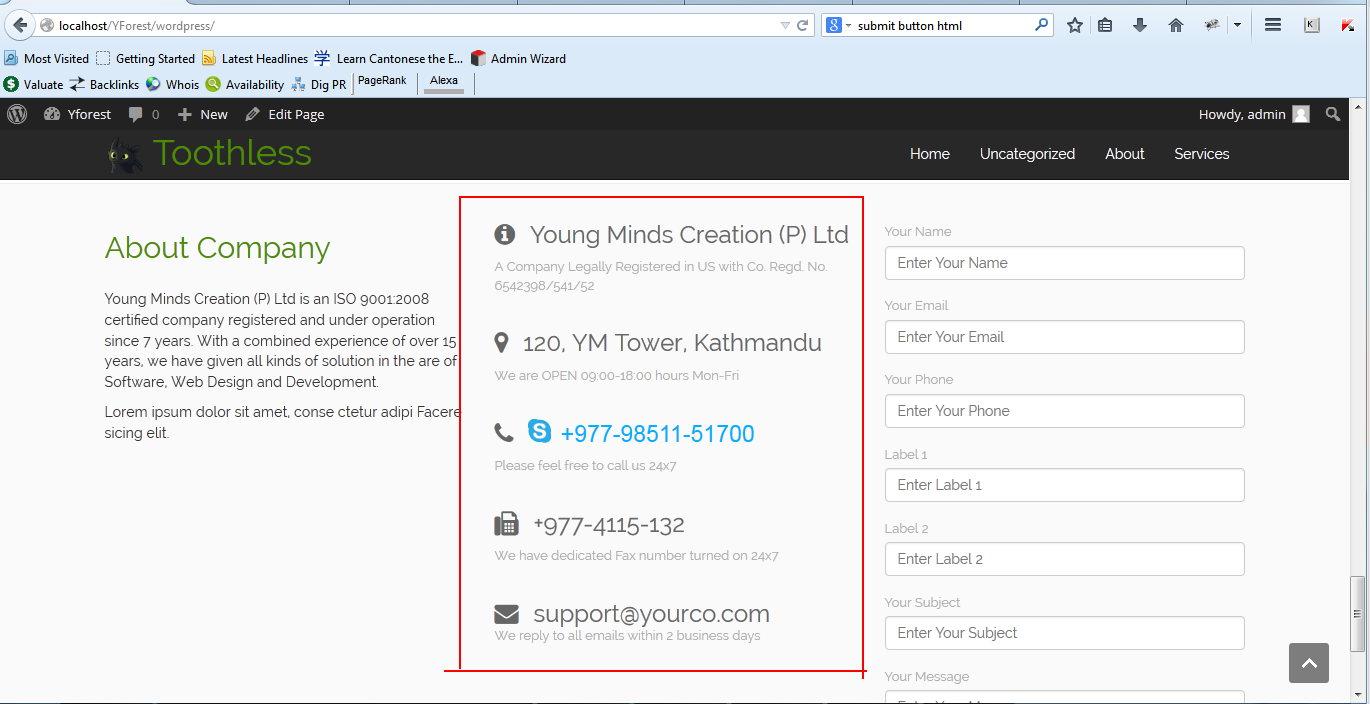 localhost/YForest/wordpress/
submit button html
Most Visited Getting Started Latest Headlines Learn Cantonese the E... Admin Wizard
Valuate Backlinks Whois Availability Dig PR PageRank Alexa
Yforest 0 New Edit Page Howdy, admin
Toothless Home Uncategorized About Services
About Company
Young Minds Creation (P) Ltd is an ISO 9001:2008
certified company registered and under operation
since 7 years. With a combined experience of over 15
years, we have given all kinds of solution in the are of
Software, Web Design and Development.
Lorem ipsum dolor sit amet, conse ctetur adipi Facere
sicing elit.
Young Minds Creation (P) Ltd
A Company Legally Registered in US with Co. Regd. No.
6542398/541/52
120, YM Tower, Kathmandu
We are OPEN 09:00-18:00 hours Mon-Fri
+977-98511-51700
Please feel free to call us 24x7
+977-4115-132
We have dedicated Fax number turned on 24x7
support@yourco.com
We reply to all emails within 2 business days
Your Name
Enter Your Name
Your Email
Enter Your Email
Your Phone
Enter Your Phone
Label 1
Enter Label 1
Label 2
Enter Label 2
Your Subject
Enter Your Subject
Your Message